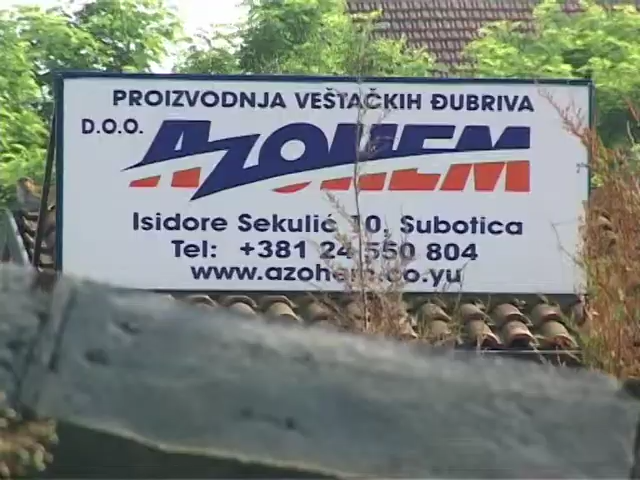 PROIZVODNJA VEŠTAČKIH ĐUBRIVA
D.O.O. AZOHEM
Isidore Sekulić 10, Subotica
Tel: +381 24 550 804
www.azohem.co.yu